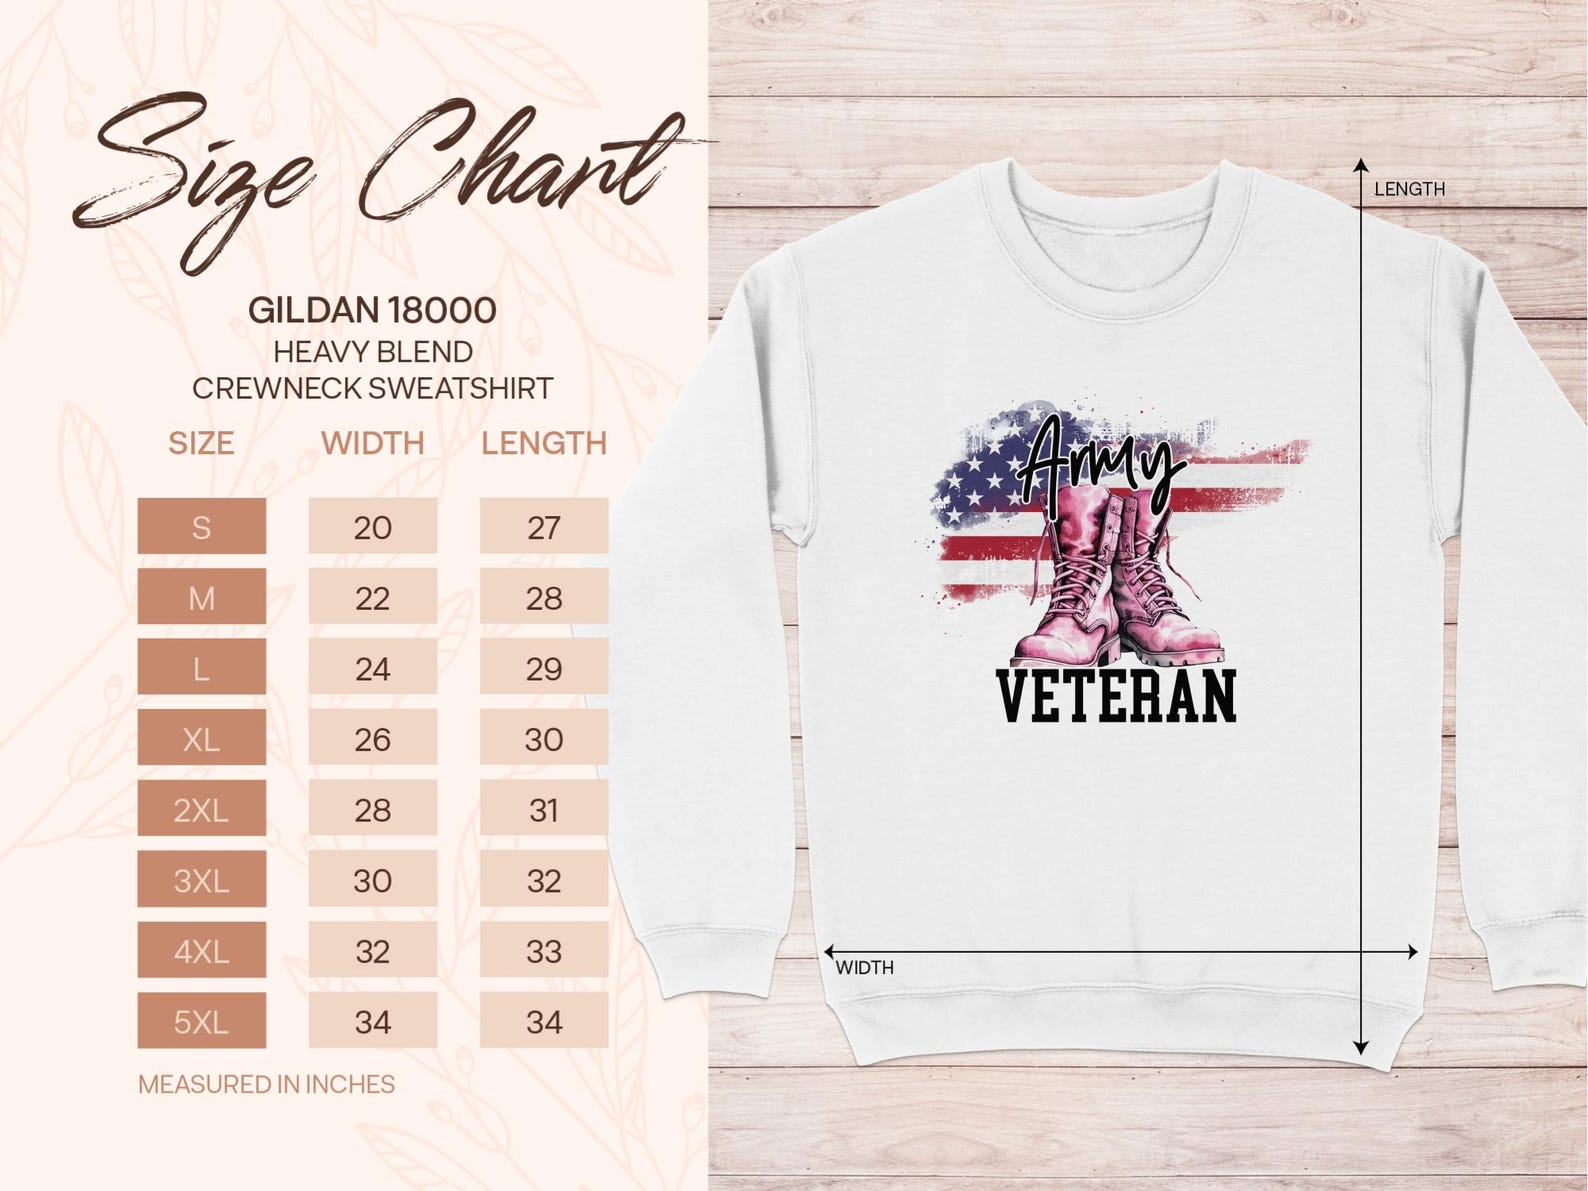 Size Chart
GILDAN 18000
HEAVY BLEND
CREWNECK SWEATSHIRT
SIZE WIDTH LENGTH
S 20 27
M 22 28
L 24 29
XL 26 30
2XL 28 31
3XL 30 32
4XL 32 33
5XL 34 34
MEASURED IN INCHES
LENGTH
Army
VETERAN
WIDTH